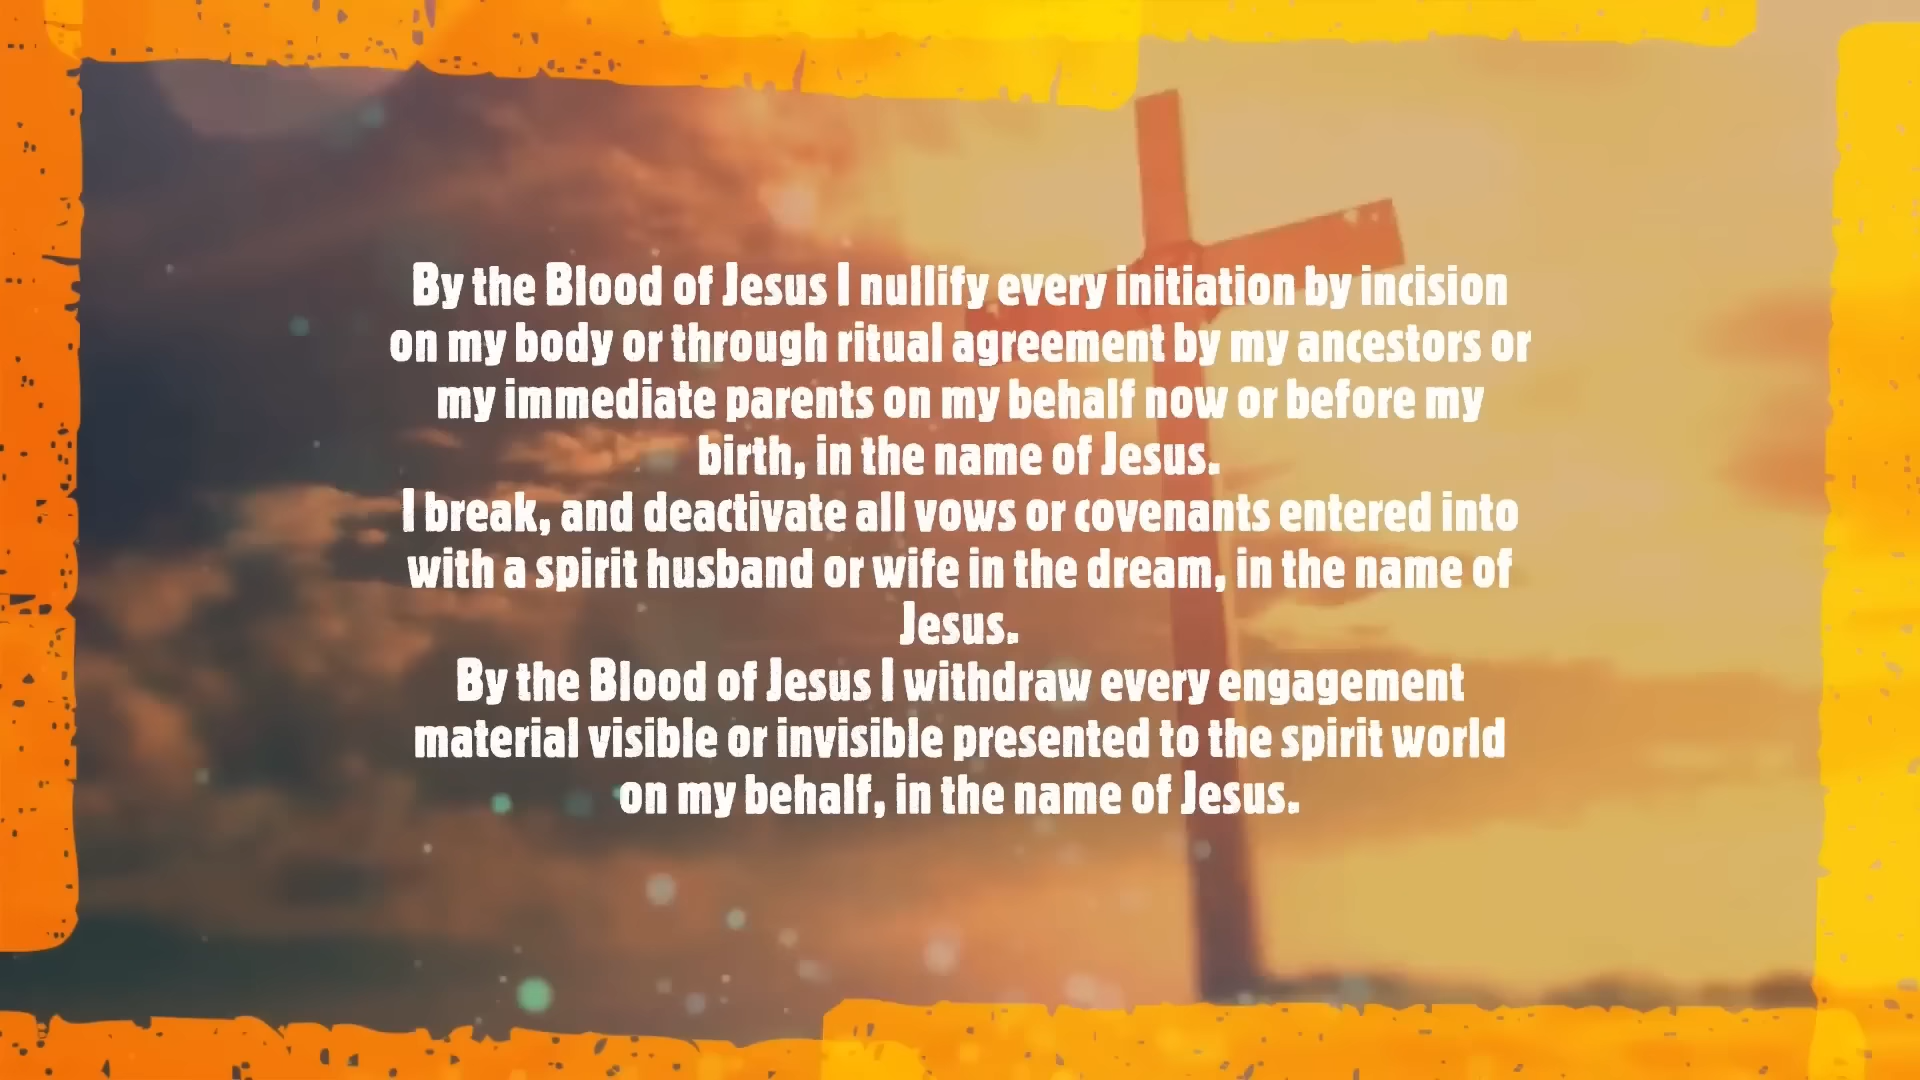 By the Blood of Jesus I nullify every initiation by incision
on my body or through ritual agreement by my ancestors or
my immediate parents on my behalf now or before my
birth, in the name of Jesus.
I break, and deactivate all vows or covenants entered into
with a spirit husband or wife in the dream, in the name of
Jesus.
By the Blood of Jesus I withdraw every engagement
material visible or invisible presented to the spirit world
on my behalf, in the name of Jesus.